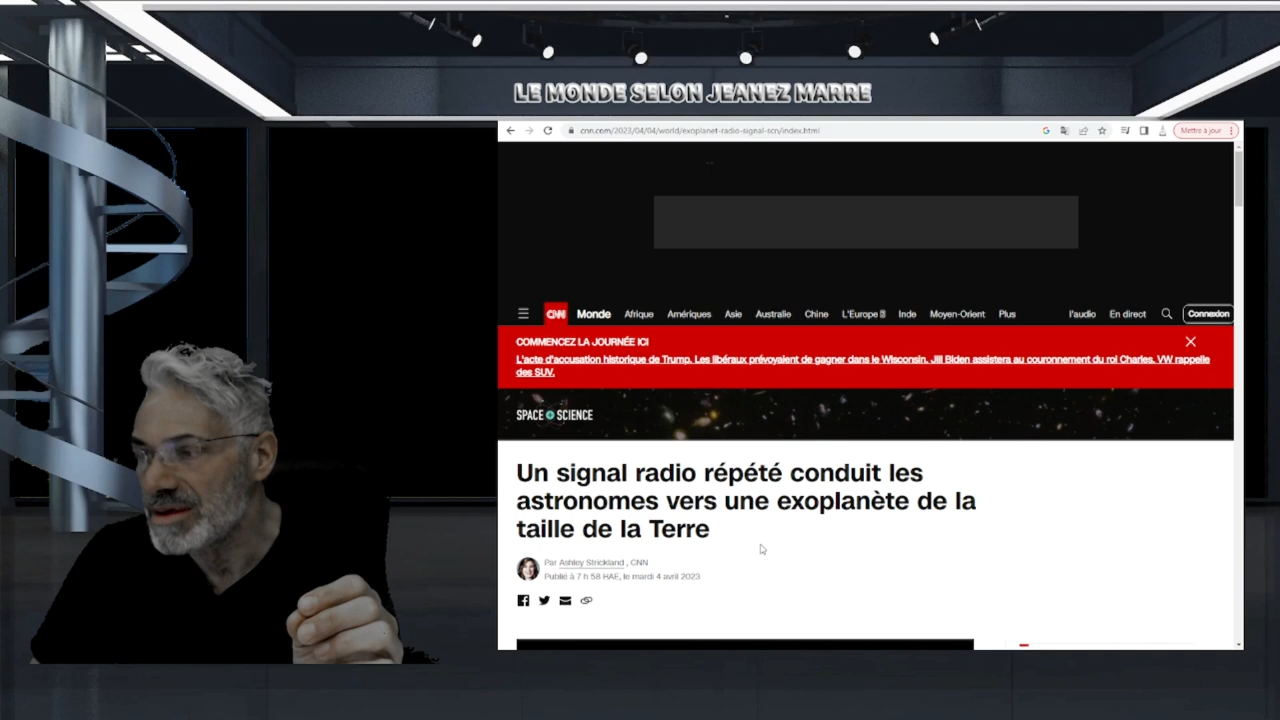 LE MONDE SELON JEANEZ MARRE
cnn.com/2023/04/04/world/exoplanet-radio-signal-scn/index.html
Mettre à jour
CNN Monde Afrique Amériques Asie Australie Chine L'Europe Inde Moyen-Orient Plus l'audio En direct Connexion
COMMENCEZ LA JOURNÉE ICI
L'acte d'accusation historique de Trump. Les libéraux prévoyaient de gagner dans le Wisconsin. Jill Biden assistera au couronnement du roi Charles. VW rappelle
des SUV.
SPACE + SCIENCE
Un signal radio répété conduit les
astronomes vers une exoplanète de la
taille de la Terre
Par Ashley Strickland , CNN
Publié à 7 h 58 HAE, le mardi 4 avril 2023